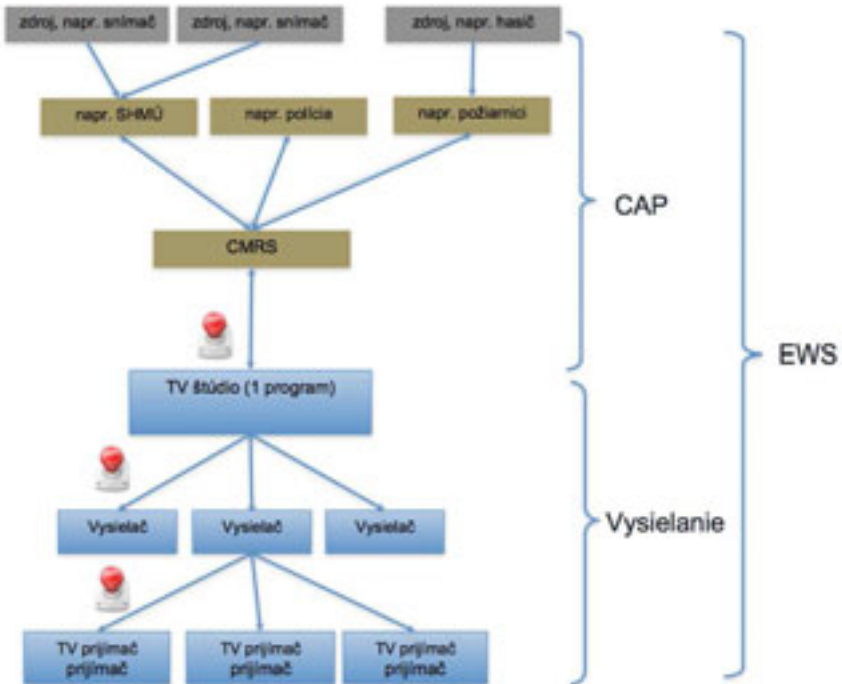 zdroj, napr. snímač
zdroj, napr. snímač
zdroj, napr. hasič
napr. SHMÚ
napr. polícia
napr. požiarnici
CAP
CMRS
EWS
TV štúdio (1 program)
Vysielač
Vysielač
Vysielač
Vysielanie
TV prijímač
prijímač
TV prijímač
prijímač
TV prijímač
prijímač